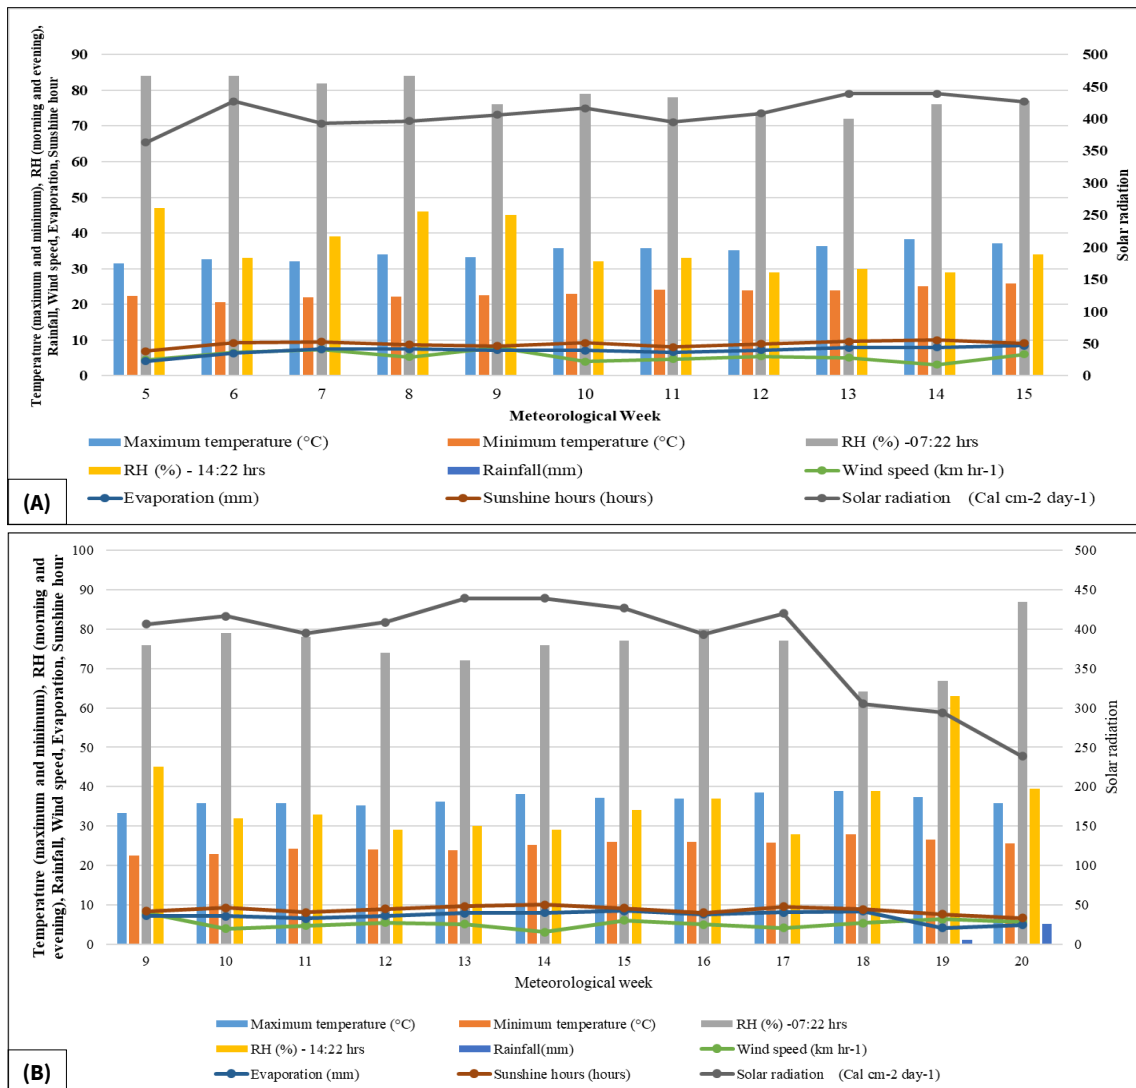 Temperature (maximum and minimum), RH (morning and evening),
Rainfall, Wind speed, Evaporation, Sunshine hour
90
80
70
60
50
40
30
20
10
0
500
450
400
350
300
250
200
150
100
50
0
Solar radiation
5 6 7 8 9 10 11 12 13 14 15
Meteorological Week
Maximum temperature (°C) Minimum temperature (°C) RH (%) -07:22 hrs
RH (%) - 14:22 hrs Rainfall(mm) Wind speed (km hr-1)
Evaporation (mm) Sunshine hours (hours) Solar radiation (Cal cm-2 day-1)
(A)
Temperature (maximum and minimum), RH (morning and
evening), Rainfall, Wind speed, Evaporation, Sunshine hour
100
90
80
70
60
50
40
30
20
10
0
500
450
400
350
300
250
200
150
100
50
0
Solar radiation
9 10 11 12 13 14 15 16 17 18 19 20
Meteorological week
Maximum temperature (°C) Minimum temperature (°C) RH (%) -07:22 hrs
RH (%) - 14:22 hrs Rainfall(mm) Wind speed (km hr-1)
Evaporation (mm) Sunshine hours (hours) Solar radiation (Cal cm-2 day-1)
(B)